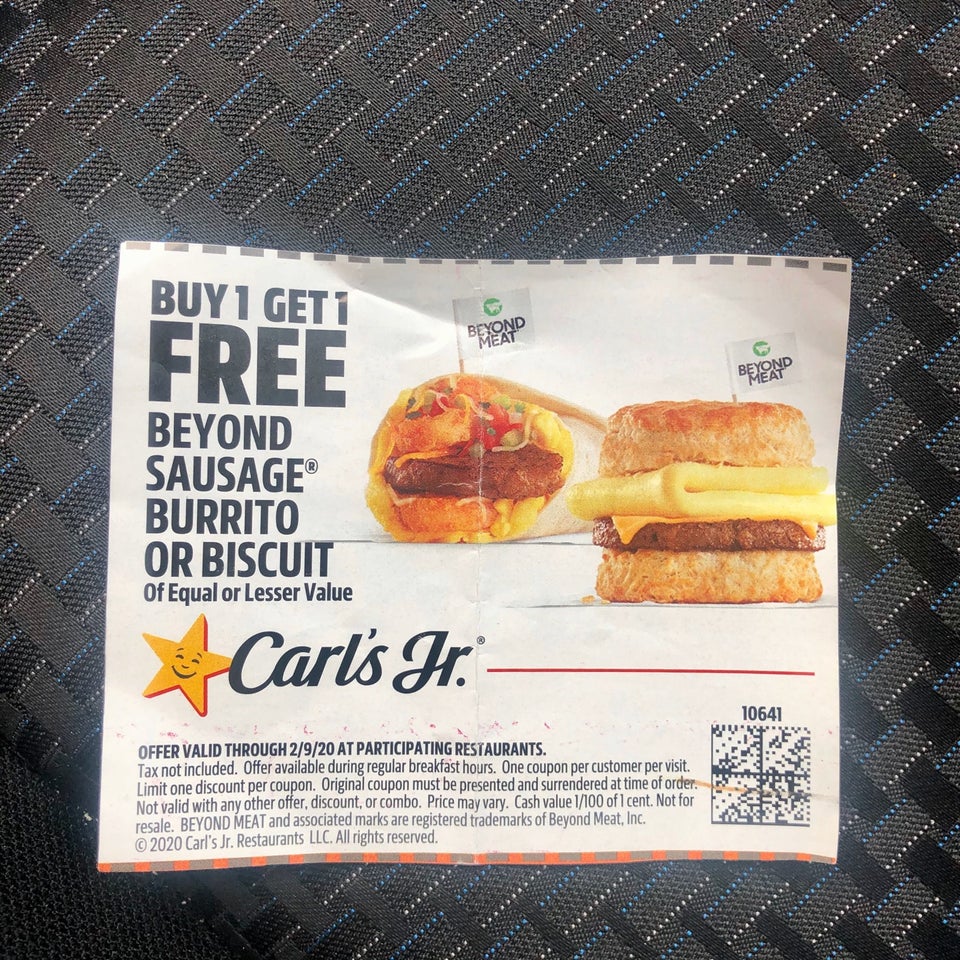 BUY 1 GET 1
FREE
BEYOND
SAUSAGE®
BURRITO
OR BISCUIT
Of Equal or Lesser Value
BEYOND
MEAT
BEYOND
MEAT
Carl's Jr.®
10641
OFFER VALID THROUGH 2/9/20 AT PARTICIPATING RESTAURANTS.
Tax not included. Offer available during regular breakfast hours. One coupon per customer per visit.
Limit one discount per coupon. Original coupon must be presented and surrendered at time of order.
Not valid with any other offer, discount, or combo. Price may vary. Cash value 1/100 of 1 cent. Not for
resale. BEYOND MEAT and associated marks are registered trademarks of Beyond Meat, Inc.
© 2020 Carl's Jr. Restaurants LLC. All rights reserved.